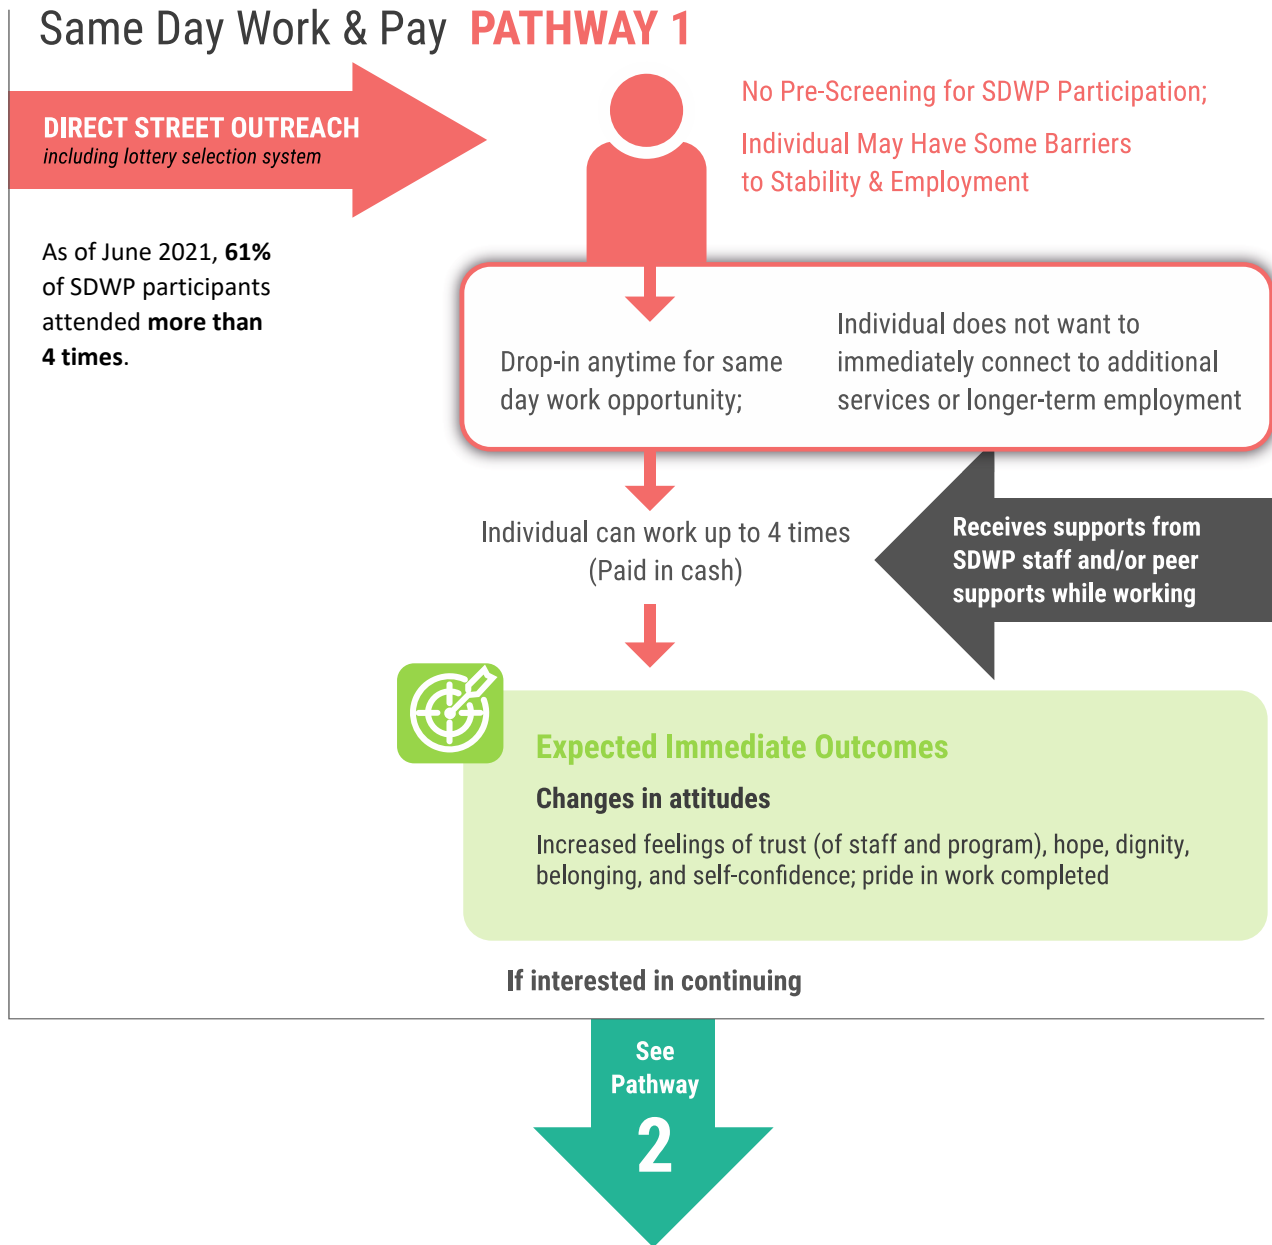 Same Day Work & Pay PATHWAY 1
DIRECT STREET OUTREACH
including lottery selection system
No Pre-Screening for SDWP Participation;
Individual May Have Some Barriers
to Stability & Employment
As of June 2021, 61%
of SDWP participants
attended more than
4 times.
Drop-in anytime for same
day work opportunity;
Individual does not want to
immediately connect to additional
services or longer-term employment
Individual can work up to 4 times
(Paid in cash)
Receives supports from
SDWP staff and/or peer
supports while working
Expected Immediate Outcomes
Changes in attitudes
Increased feelings of trust (of staff and program), hope, dignity,
belonging, and self-confidence; pride in work completed
If interested in continuing
See
Pathway
2